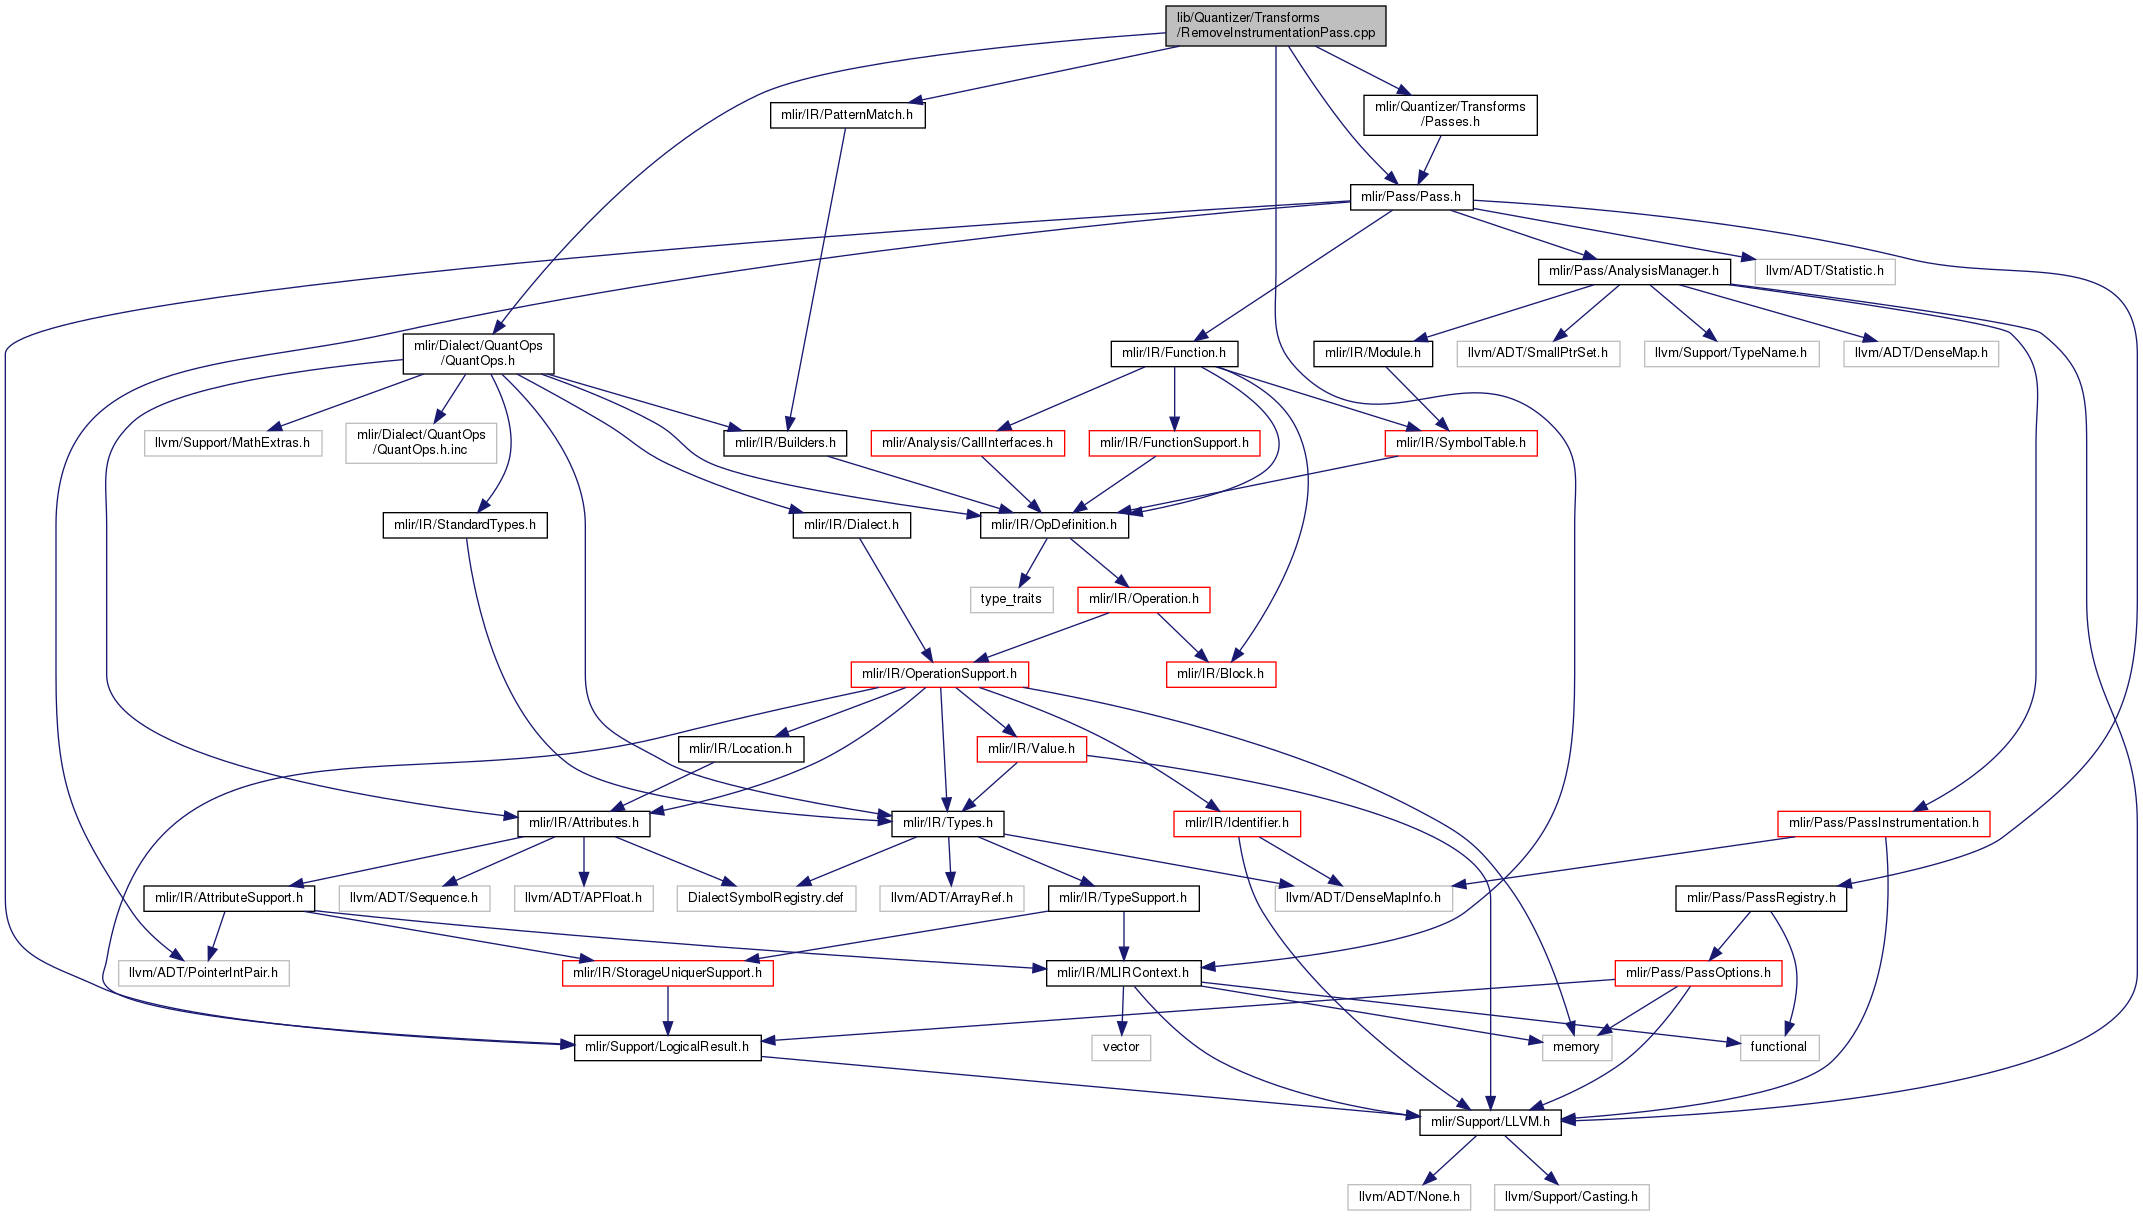 lib/Quantizer/Transforms
/RemoveInstrumentationPass.cpp
mlir/IR/PatternMatch.h
mlir/Quantizer/Transforms
/Passes.h
mlir/Pass/Pass.h
mlir/Pass/AnalysisManager.h
llvm/ADT/Statistic.h
mlir/Dialect/QuantOps
/QuantOps.h
mlir/IR/Function.h
mlir/IR/Module.h
llvm/ADT/SmallPtrSet.h
llvm/Support/TypeName.h
llvm/ADT/DenseMap.h
llvm/Support/MathExtras.h
mlir/Dialect/QuantOps
/QuantOps.h.inc
mlir/IR/Builders.h
mlir/Analysis/CallInterfaces.h
mlir/IR/FunctionSupport.h
mlir/IR/SymbolTable.h
mlir/IR/StandardTypes.h
mlir/IR/Dialect.h
mlir/IR/OpDefinition.h
type_traits
mlir/IR/Operation.h
mlir/IR/OperationSupport.h
mlir/IR/Block.h
mlir/IR/Location.h
mlir/IR/Value.h
mlir/IR/Attributes.h
mlir/IR/Types.h
mlir/IR/Identifier.h
mlir/Pass/PassInstrumentation.h
mlir/IR/AttributeSupport.h
llvm/ADT/Sequence.h
llvm/ADT/APFloat.h
DialectSymbolRegistry.def
llvm/ADT/ArrayRef.h
mlir/IR/TypeSupport.h
llvm/ADT/DenseMapInfo.h
mlir/Pass/PassRegistry.h
llvm/ADT/PointerIntPair.h
mlir/IR/StorageUniquerSupport.h
mlir/IR/MLIRContext.h
mlir/Pass/PassOptions.h
mlir/Support/LogicalResult.h
vector
memory
functional
mlir/Support/LLVM.h
llvm/ADT/None.h
llvm/Support/Casting.h